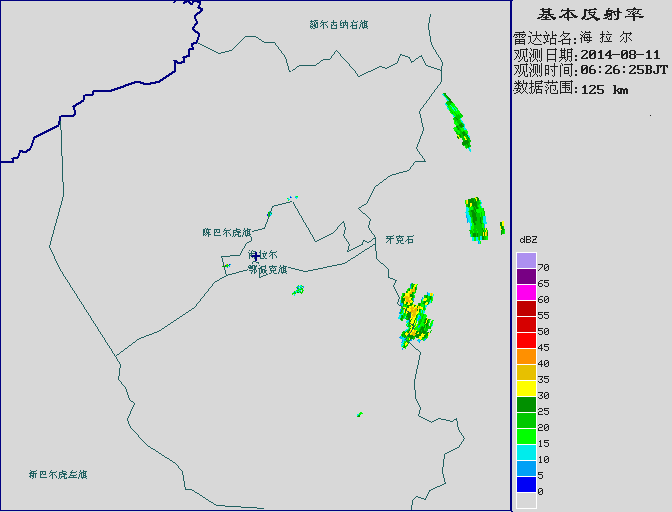 基本反射率
雷达站名:海 拉 尔
观测日期:2014-08-11
观测时间:06:26:25BJT
数据范围:125 km
额尔古纳右旗
陈巴尔虎旗
牙克石
海拉尔
鄂温克旗
新巴尔虎左旗
dBZ
70
65
60
55
50
45
40
35
30
25
20
15
10
5
0